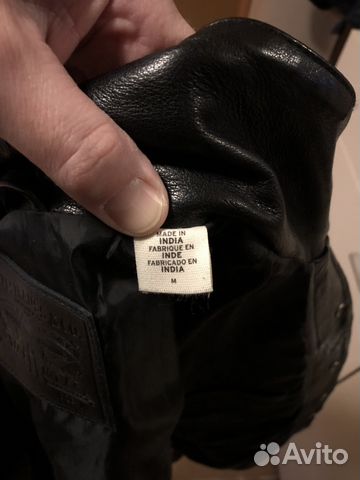 MADE IN
INDIA
FABRIQUE EN
INDE
FABRICADO EN
INDIA
M
Avito